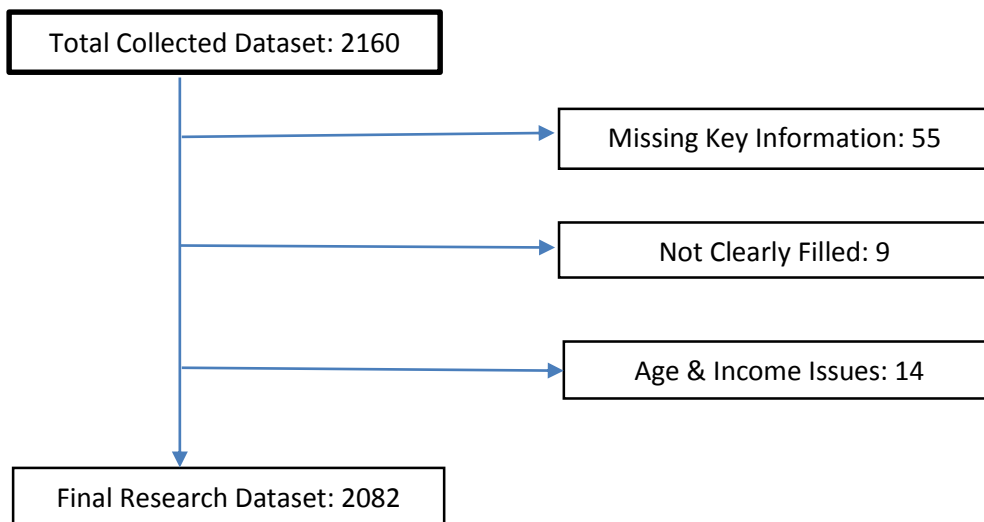 Total Collected Dataset: 2160
Missing Key Information: 55
Not Clearly Filled: 9
Age & Income Issues: 14
Final Research Dataset: 2082